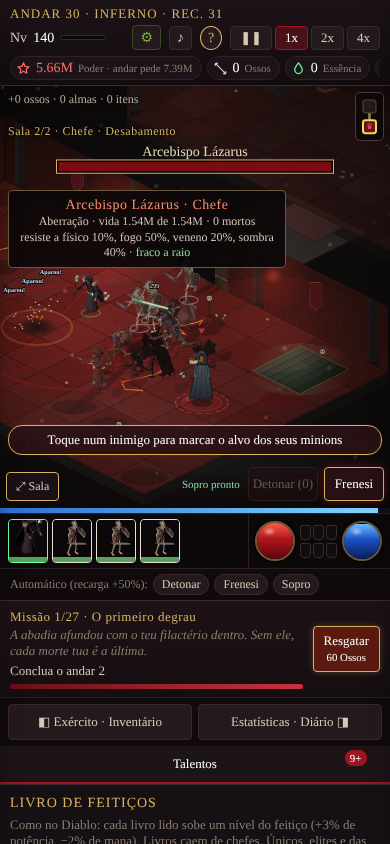 ANDAR 30 · INFERNO · REC. 31
Nv 140
? 1x 2x 4x
5.66M Poder · andar pede 7.39M 0 Ossos 0 Essência
+0 ossos · 0 almas · 0 itens
Sala 2/2 · Chefe · Desabamento
Arcebispo Lázarus
Arcebispo Lázarus · Chefe
Aberração · vida 1.54M de 1.54M · 0 mortos
resiste a físico 10%, fogo 50%, veneno 20%, sombra
40% · fraco a raio
Aparou!
Aparou!
Aparou!
Toque num inimigo para marcar o alvo dos seus minions
Sala
Sopro pronto
Detonar (0)
Frenesi
Automático (recarga +50%): Detonar Frenesi Sopro
Missão 1/27 · O primeiro degrau
A abadia afundou com o teu filactério dentro. Sem ele,
cada morte tua é a última.
Conclua o andar 2
Resgatar
60 Ossos
Exército · Inventário
Estatísticas · Diário
Talentos
9+
LIVRO DE FEITIÇOS
Como no Diablo: cada livro lido sobe um nível do feitiço (+3% de
potência, −2% de mana). Livros caem de chefes. Únicos, elites e das